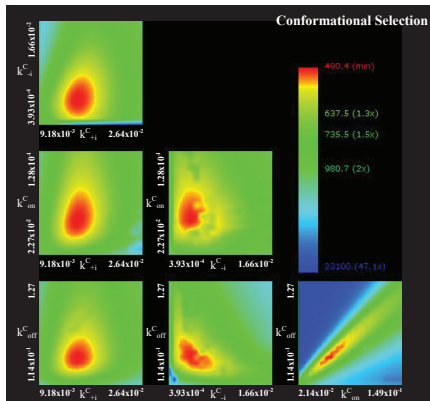 Conformational Selection
1.66x10⁻²
k^C_-i
3.93x10⁻⁴
9.18x10⁻³ k^C_+i 2.64x10⁻²
490.4 (min)
637.5 (1.3x)
735.5 (1.5x)
980.7 (2x)
23100 (47.1x)
1.28x10⁻¹
k^C_on
2.27x10⁻²
9.18x10⁻³ k^C_+i 2.64x10⁻²
1.28x10⁻¹
k^C_on
2.27x10⁻²
3.93x10⁻⁴ k^C_-i 1.66x10⁻²
1.27
k^C_off
1.14x10⁻¹
9.18x10⁻³ k^C_+i 2.64x10⁻²
1.27
k^C_off
1.14x10⁻¹
3.93x10⁻⁴ k^C_-i 1.66x10⁻²
1.27
k^C_off
1.14x10⁻¹
2.14x10⁻² k^C_on 1.49x10⁻¹